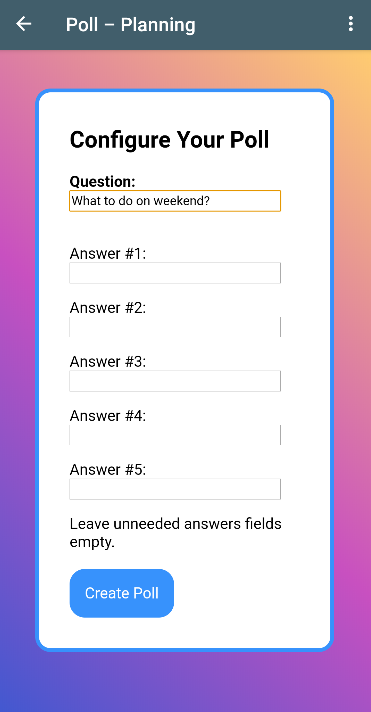 Poll – Planning
Configure Your Poll
Question:
What to do on weekend?
Answer #1:
Answer #2:
Answer #3:
Answer #4:
Answer #5:
Leave unneeded answers fields
empty.
Create Poll